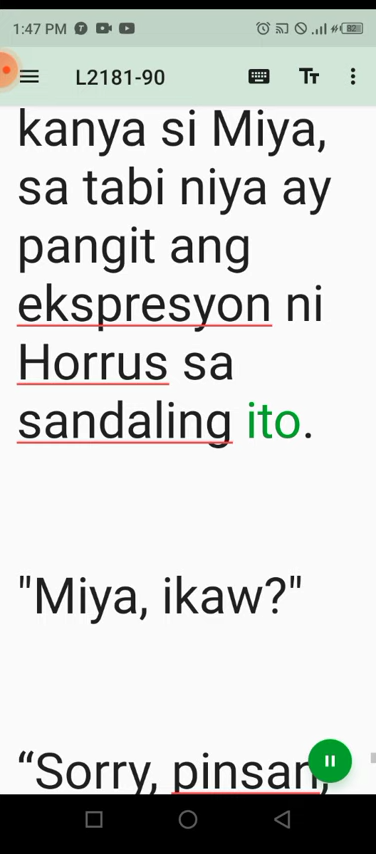 1:47 PM
82
L2181-90
kanya si Miya,
sa tabi niya ay
pangit ang
ekspresyon ni
Horrus sa
sandaling ito.
"Miya, ikaw?"
“Sorry, pinsan,